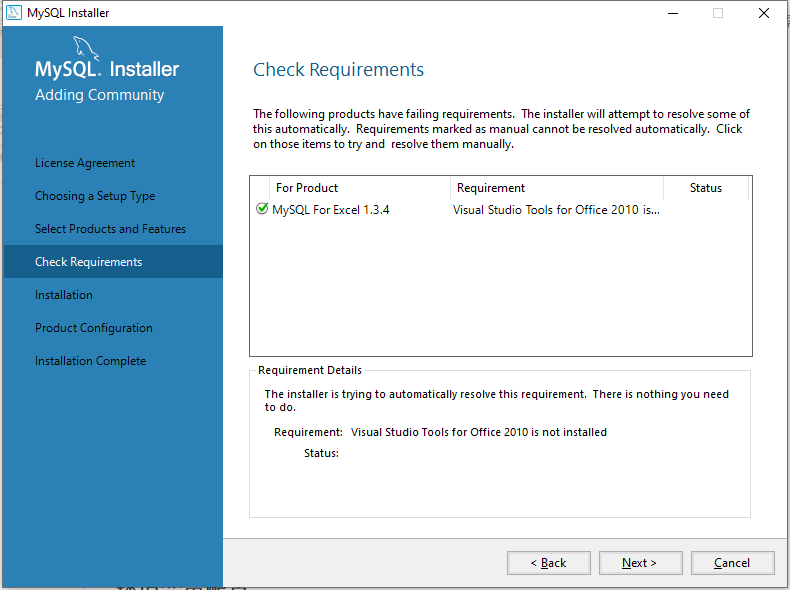 MySQL Installer
MySQL. Installer
Adding Community
License Agreement
Choosing a Setup Type
Select Products and Features
Check Requirements
Installation
Product Configuration
Installation Complete
Check Requirements
The following products have failing requirements.  The installer will attempt to resolve some of
this automatically.  Requirements marked as manual cannot be resolved automatically.  Click
on those items to try and  resolve them manually.
For Product Requirement Status
MySQL For Excel 1.3.4 Visual Studio Tools for Office 2010 is...
Requirement Details
The installer is trying to automatically resolve this requirement.  There is nothing you need
to do.
Requirement: Visual Studio Tools for Office 2010 is not installed
Status:
< Back Next > Cancel